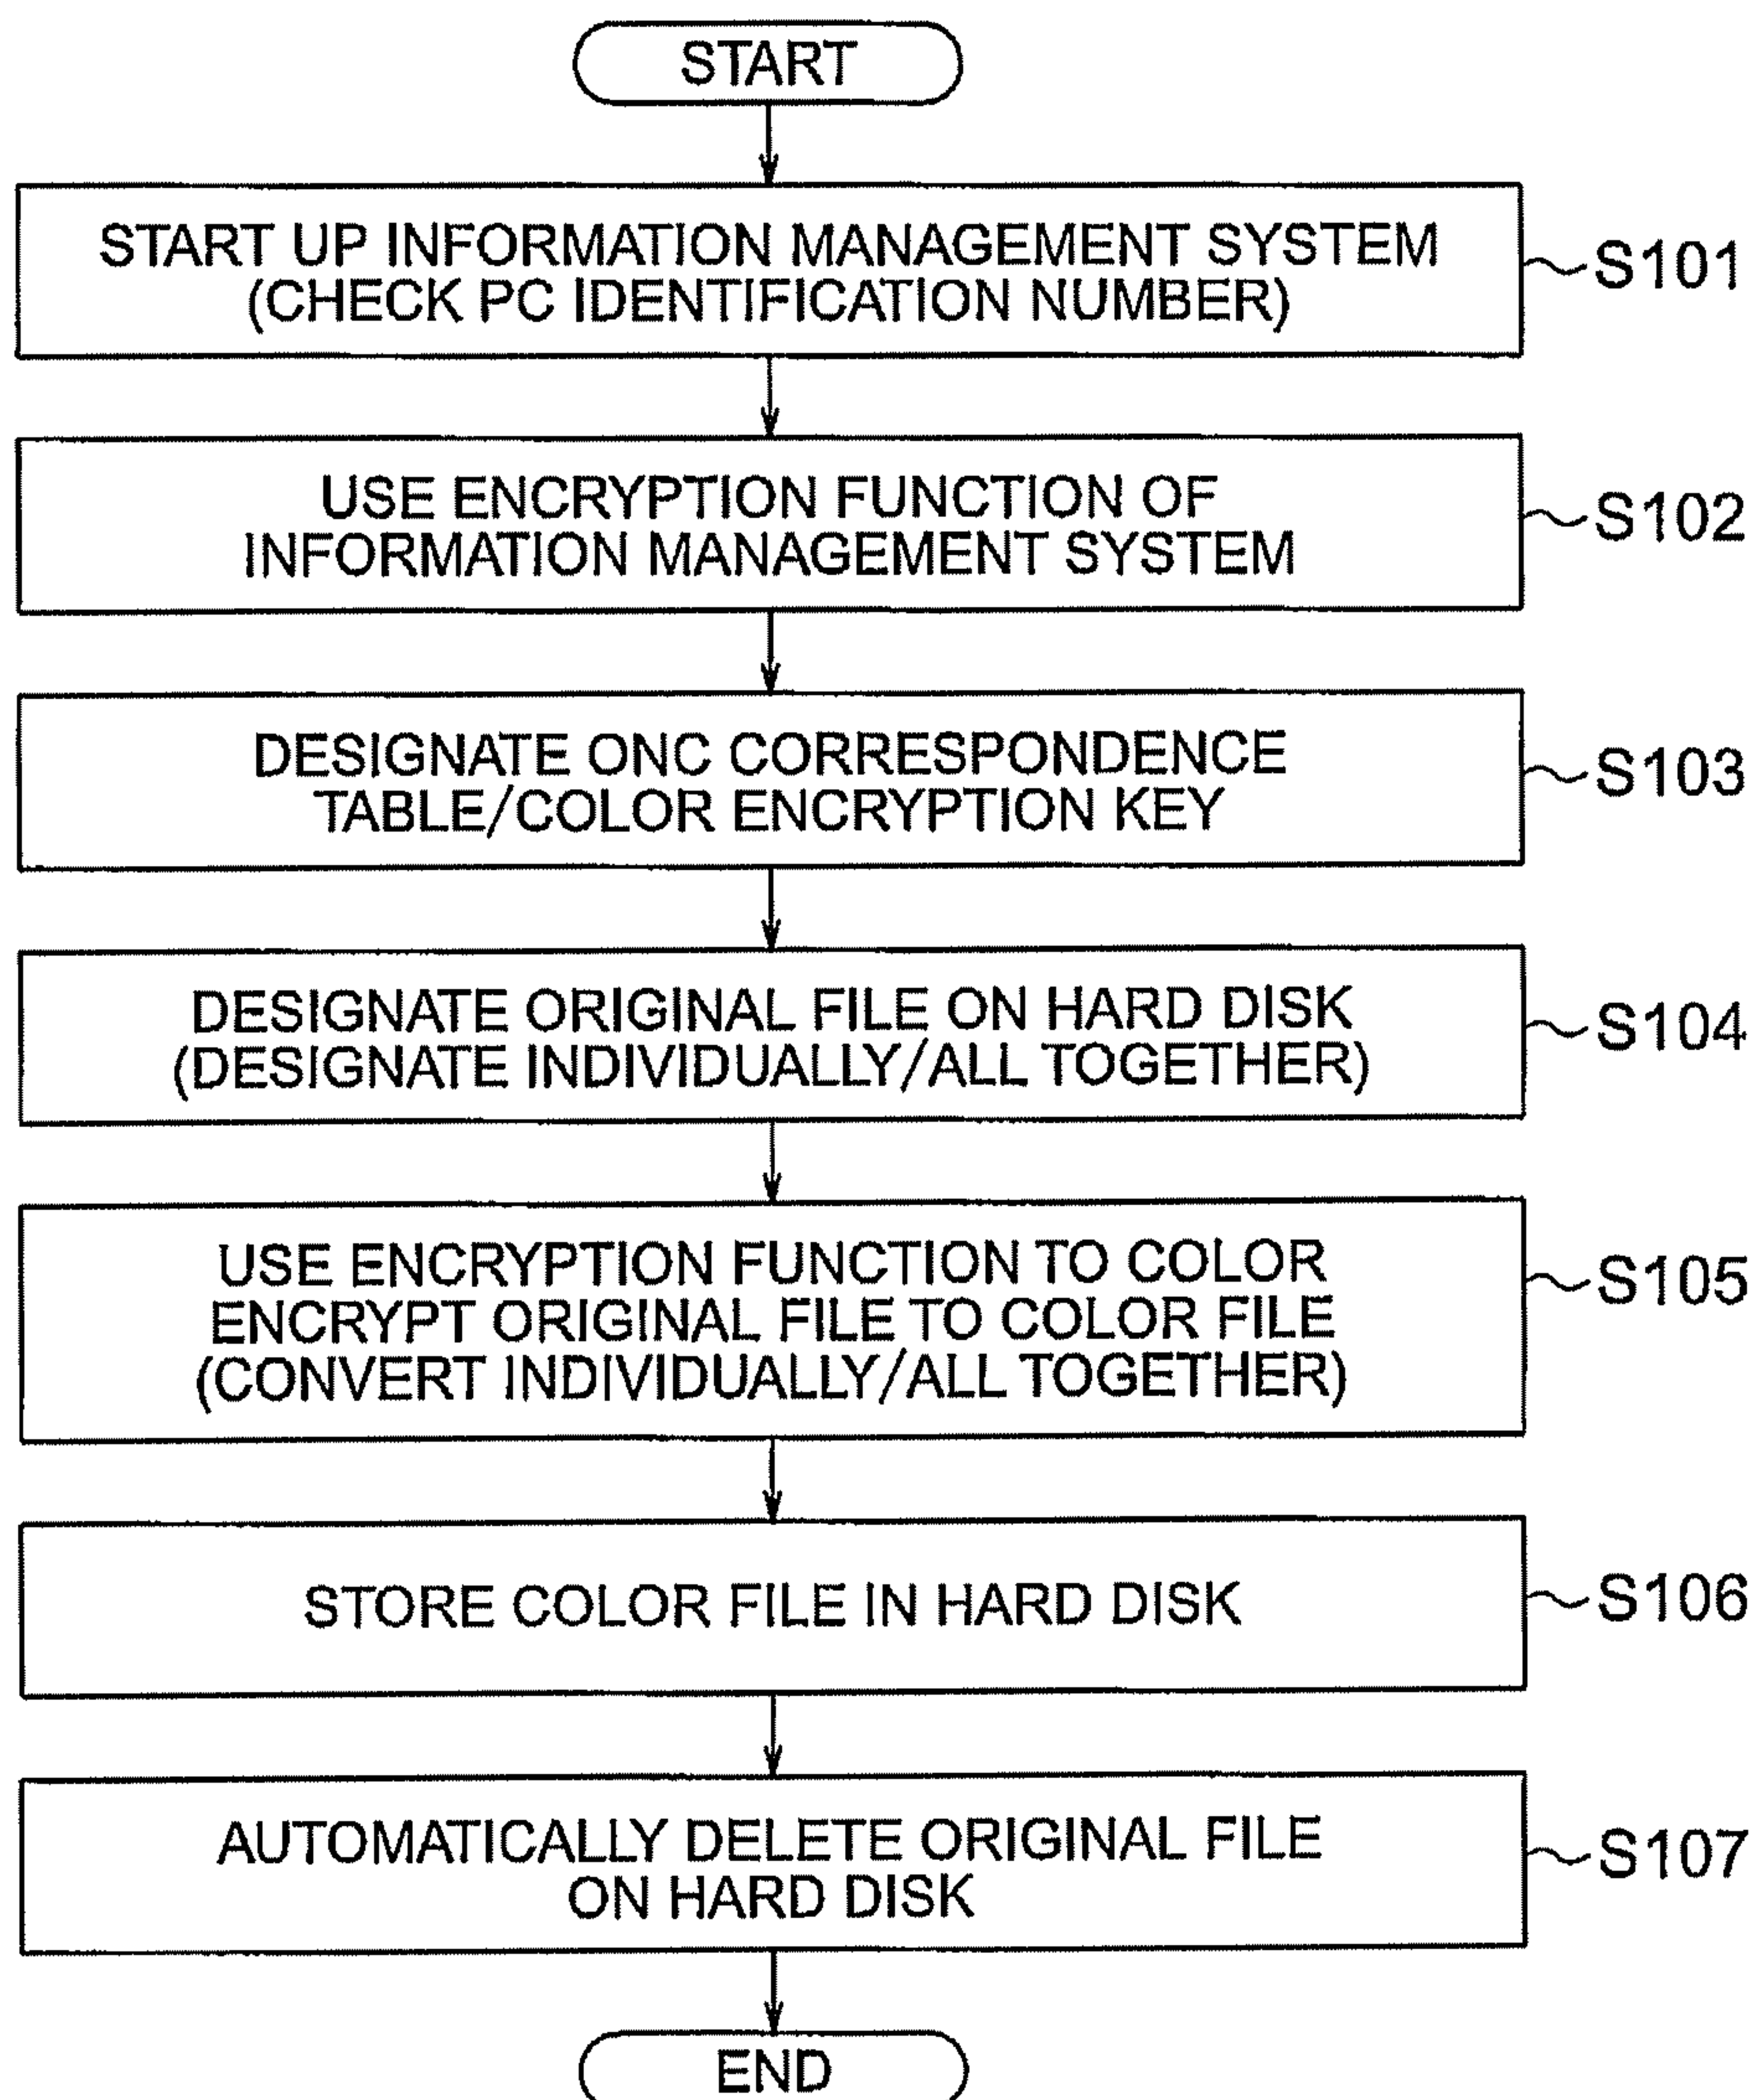 START
START UP INFORMATION MANAGEMENT SYSTEM
(CHECK PC IDENTIFICATION NUMBER)
S101
USE ENCRYPTION FUNCTION OF
INFORMATION MANAGEMENT SYSTEM
S102
DESIGNATE ONC CORRESPONDENCE
TABLE/COLOR ENCRYPTION KEY
S103
DESIGNATE ORIGINAL FILE ON HARD DISK
(DESIGNATE INDIVIDUALLY/ALL TOGETHER)
S104
USE ENCRYPTION FUNCTION TO COLOR
ENCRYPT ORIGINAL FILE TO COLOR FILE
(CONVERT INDIVIDUALLY/ALL TOGETHER)
S105
STORE COLOR FILE IN HARD DISK
S106
AUTOMATICALLY DELETE ORIGINAL FILE
ON HARD DISK
S107
END